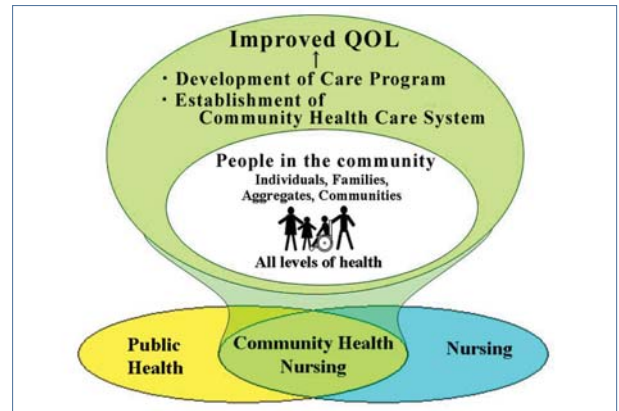 Improved QOL
↑
・Development of Care Program
・Establishment of
Community Health Care System
People in the community
Individuals, Families,
Aggregates, Communities
All levels of health
Public
Health
Community Health
Nursing
Nursing